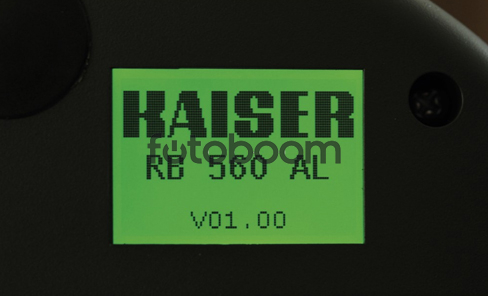 KAISER
fotoboom
RB 560 AL
V01.00